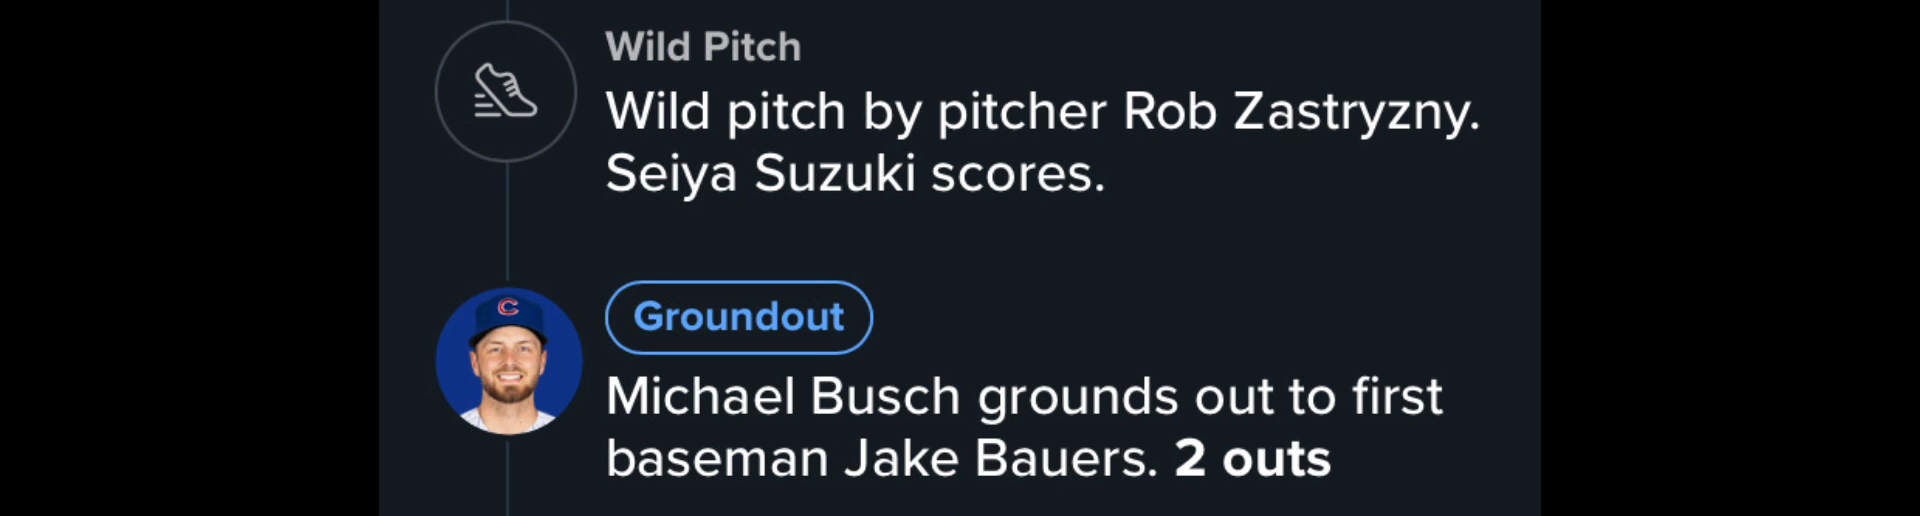 Wild Pitch
Wild pitch by pitcher Rob Zastryzny.
Seiya Suzuki scores.
C
Groundout
Michael Busch grounds out to first
baseman Jake Bauers. 2 outs